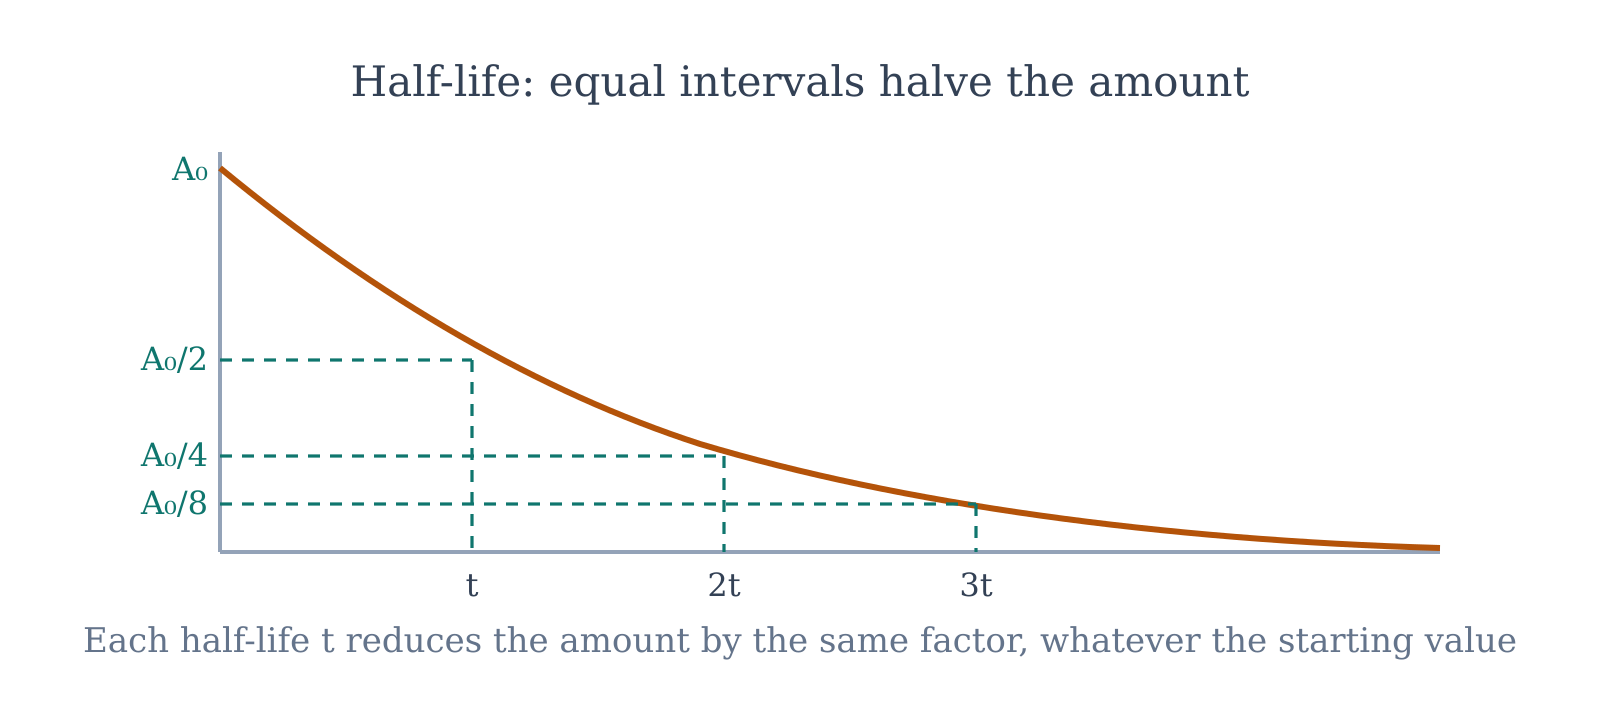 Half-life: equal intervals halve the amount
A₀
A₀/2
A₀/4
A₀/8
t
2t
3t
Each half-life t reduces the amount by the same factor, whatever the starting value